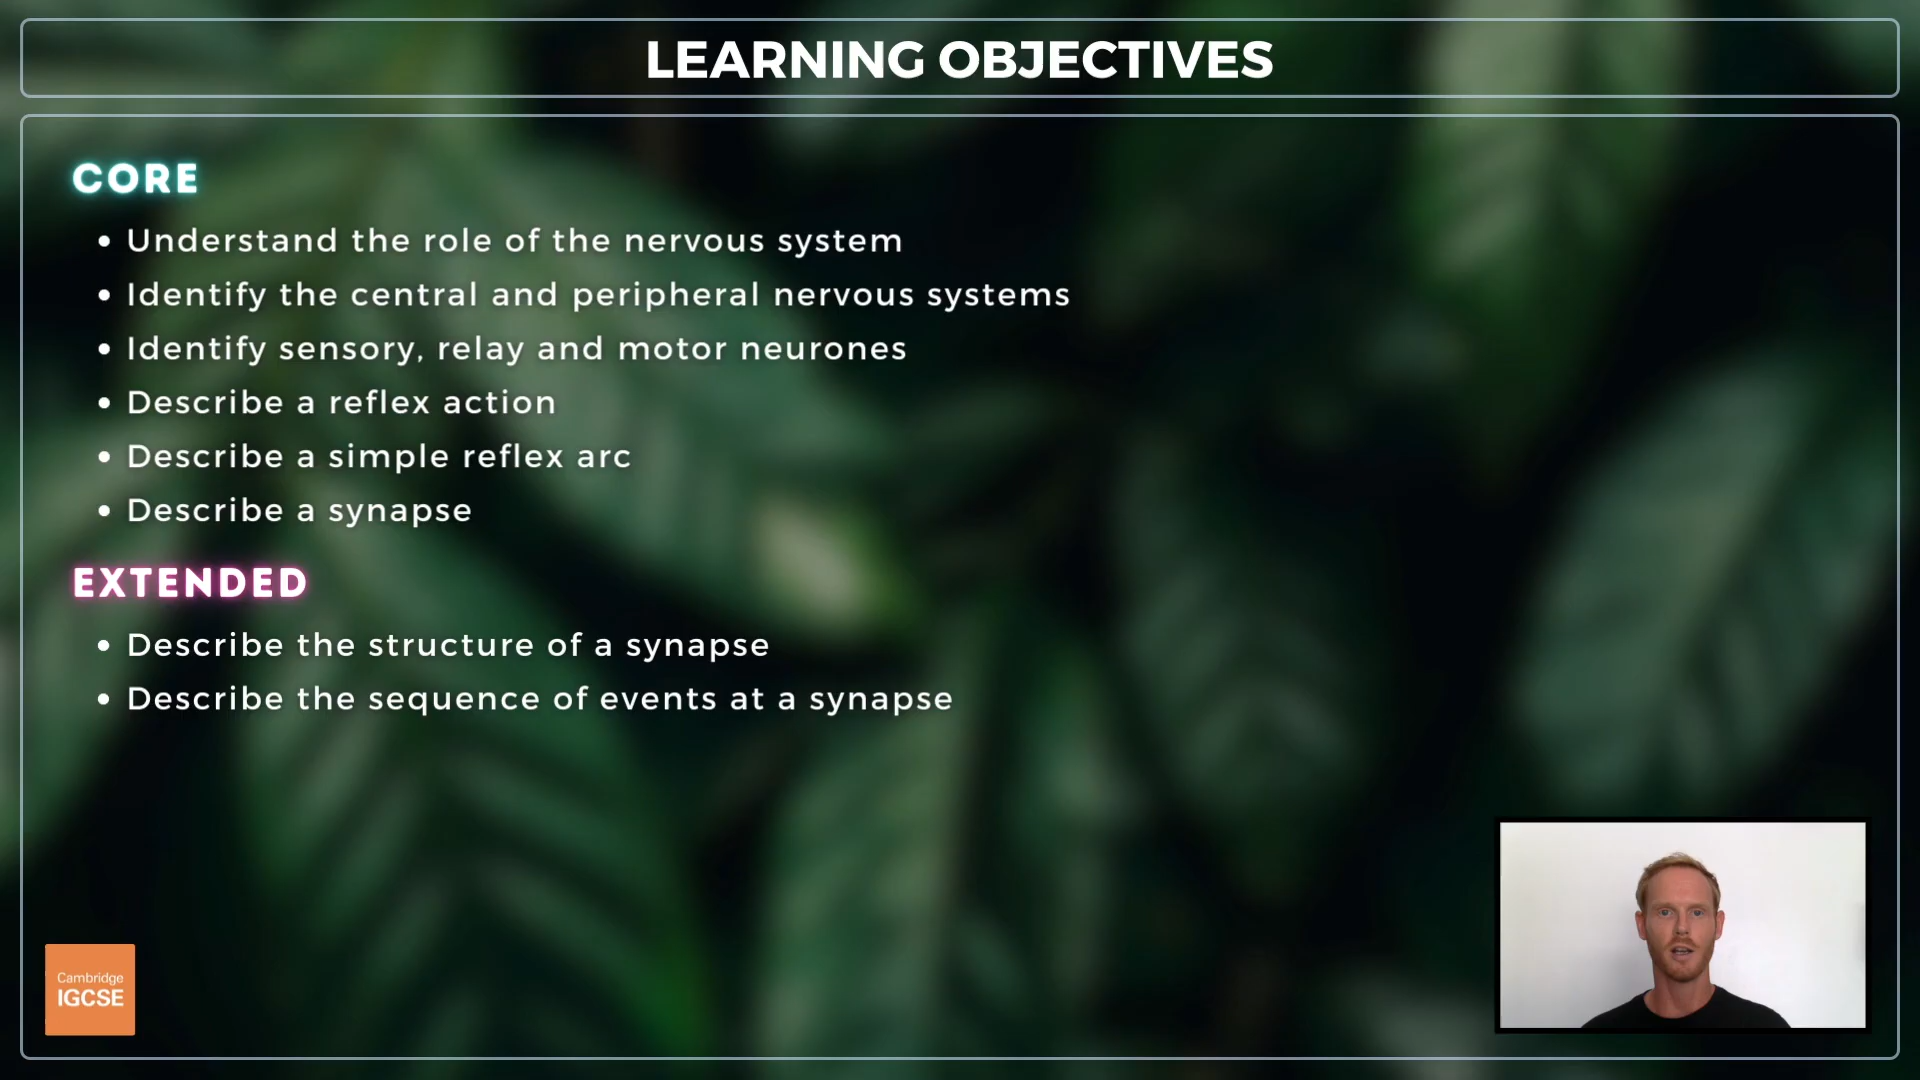 LEARNING OBJECTIVES
CORE
• Understand the role of the nervous system
• Identify the central and peripheral nervous systems
• Identify sensory, relay and motor neurones
• Describe a reflex action
• Describe a simple reflex arc
• Describe a synapse
EXTENDED
• Describe the structure of a synapse
• Describe the sequence of events at a synapse
Cambridge
IGCSE